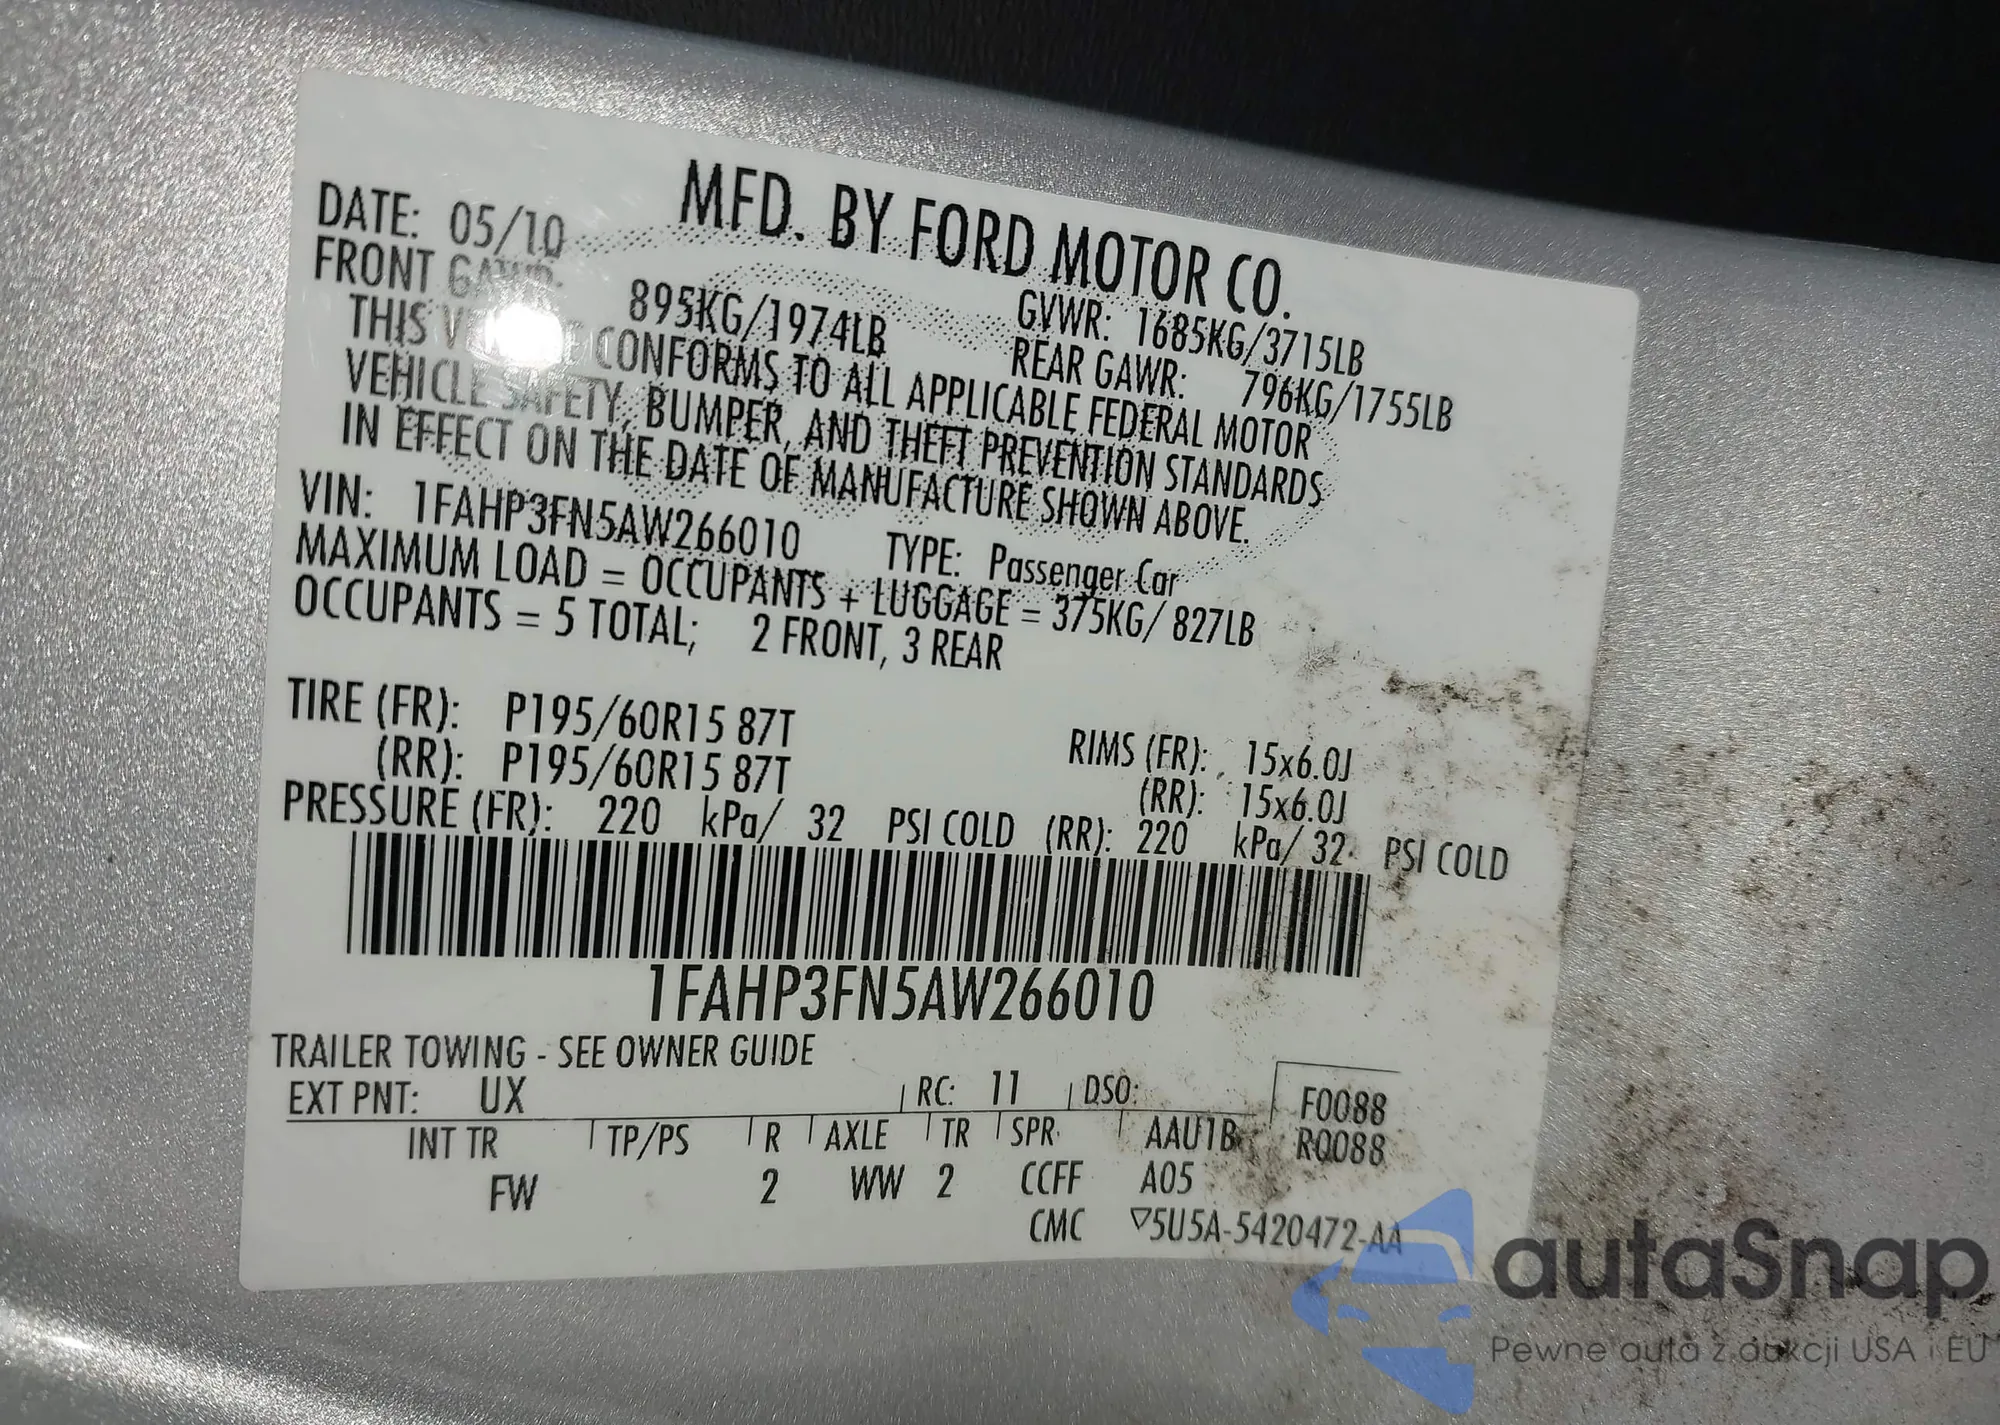 MFD. BY FORD MOTOR CO.
DATE: 05/10
GVWR: 1685KG/3715LB
FRONT GAWR: 895KG/1974LB
REAR GAWR: 796KG/1755LB
THIS VEHICLE CONFORMS TO ALL APPLICABLE FEDERAL MOTOR
VEHICLE SAFETY, BUMPER, AND THEFT PREVENTION STANDARDS
IN EFFECT ON THE DATE OF MANUFACTURE SHOWN ABOVE.
VIN: 1FAHP3FN5AW266010 TYPE: Passenger Car
MAXIMUM LOAD = OCCUPANTS + LUGGAGE = 375KG/ 827LB
OCCUPANTS = 5 TOTAL; 2 FRONT, 3 REAR
TIRE (FR): P195/60R15 87T RIMS (FR): 15x6.0J
(RR): P195/60R15 87T (RR): 15x6.0J
PRESSURE (FR): 220 kPa/ 32 PSI COLD (RR): 220 kPa/ 32 PSI COLD
1FAHP3FN5AW266010
TRAILER TOWING - SEE OWNER GUIDE
EXT PNT: UX RC: 11 DSO: F0088
INT TR TP/PS R AXLE TR SPR AAU1B R0088
FW 2 WW 2 CCFF A05
CMC ▽5U5A-5420472-AA
autaSnap
Pewne auta z aukcji USA i EU